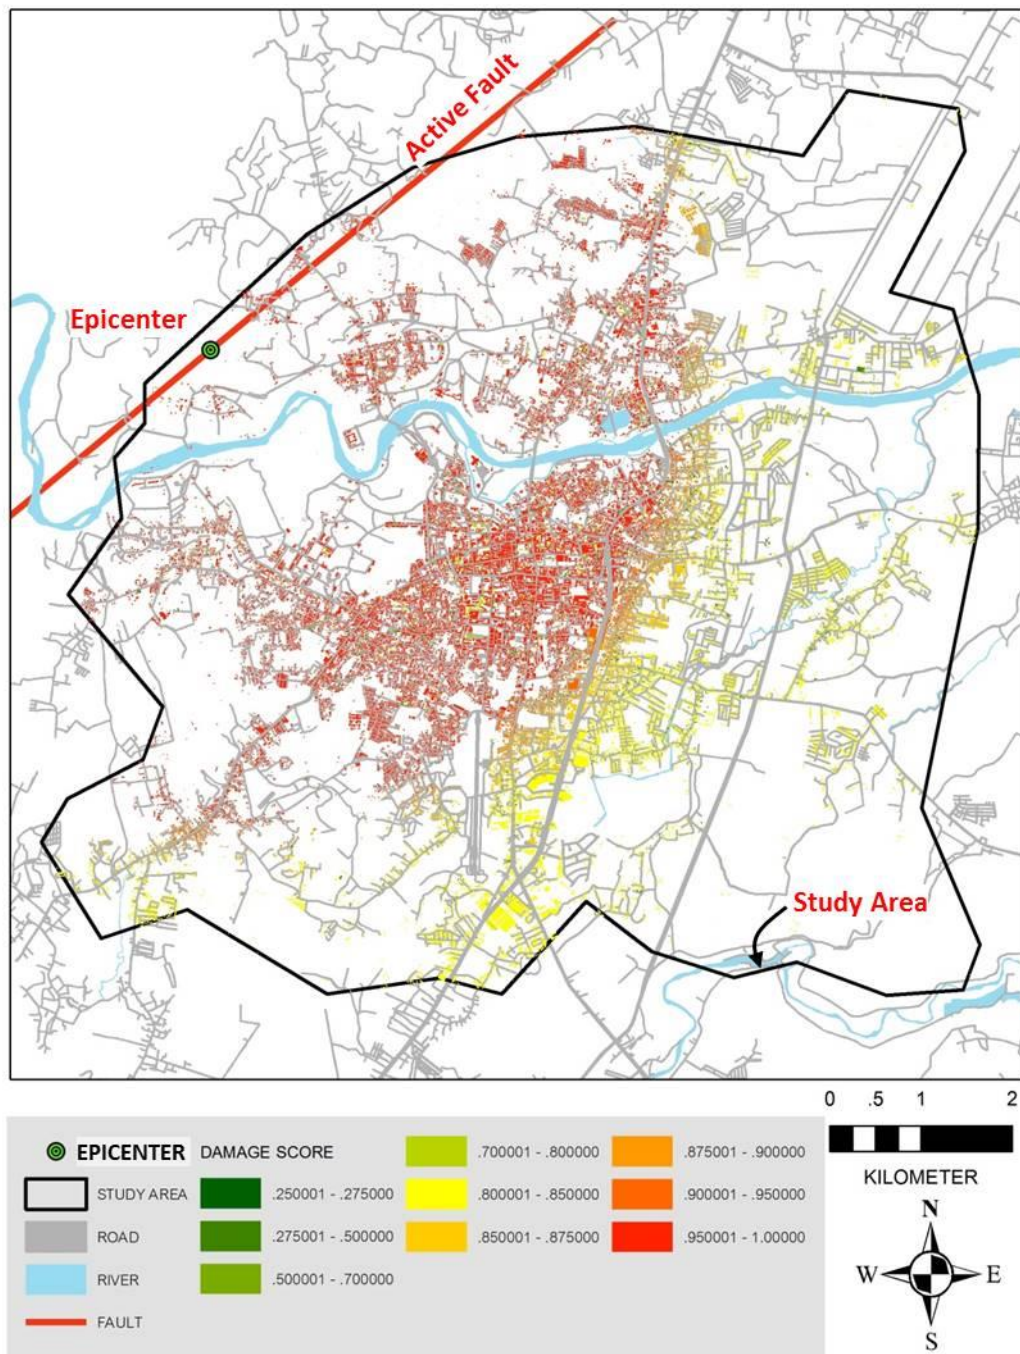 Active Fault
Epicenter
Study Area
0 .5 1 2
KILOMETER
N
W E
S
EPICENTER
STUDY AREA
ROAD
RIVER
FAULT
DAMAGE SCORE
.250001 - .275000
.275001 - .500000
.500001 - .700000
.700001 - .800000
.800001 - .850000
.850001 - .875000
.875001 - .900000
.900001 - .950000
.950001 - 1.00000